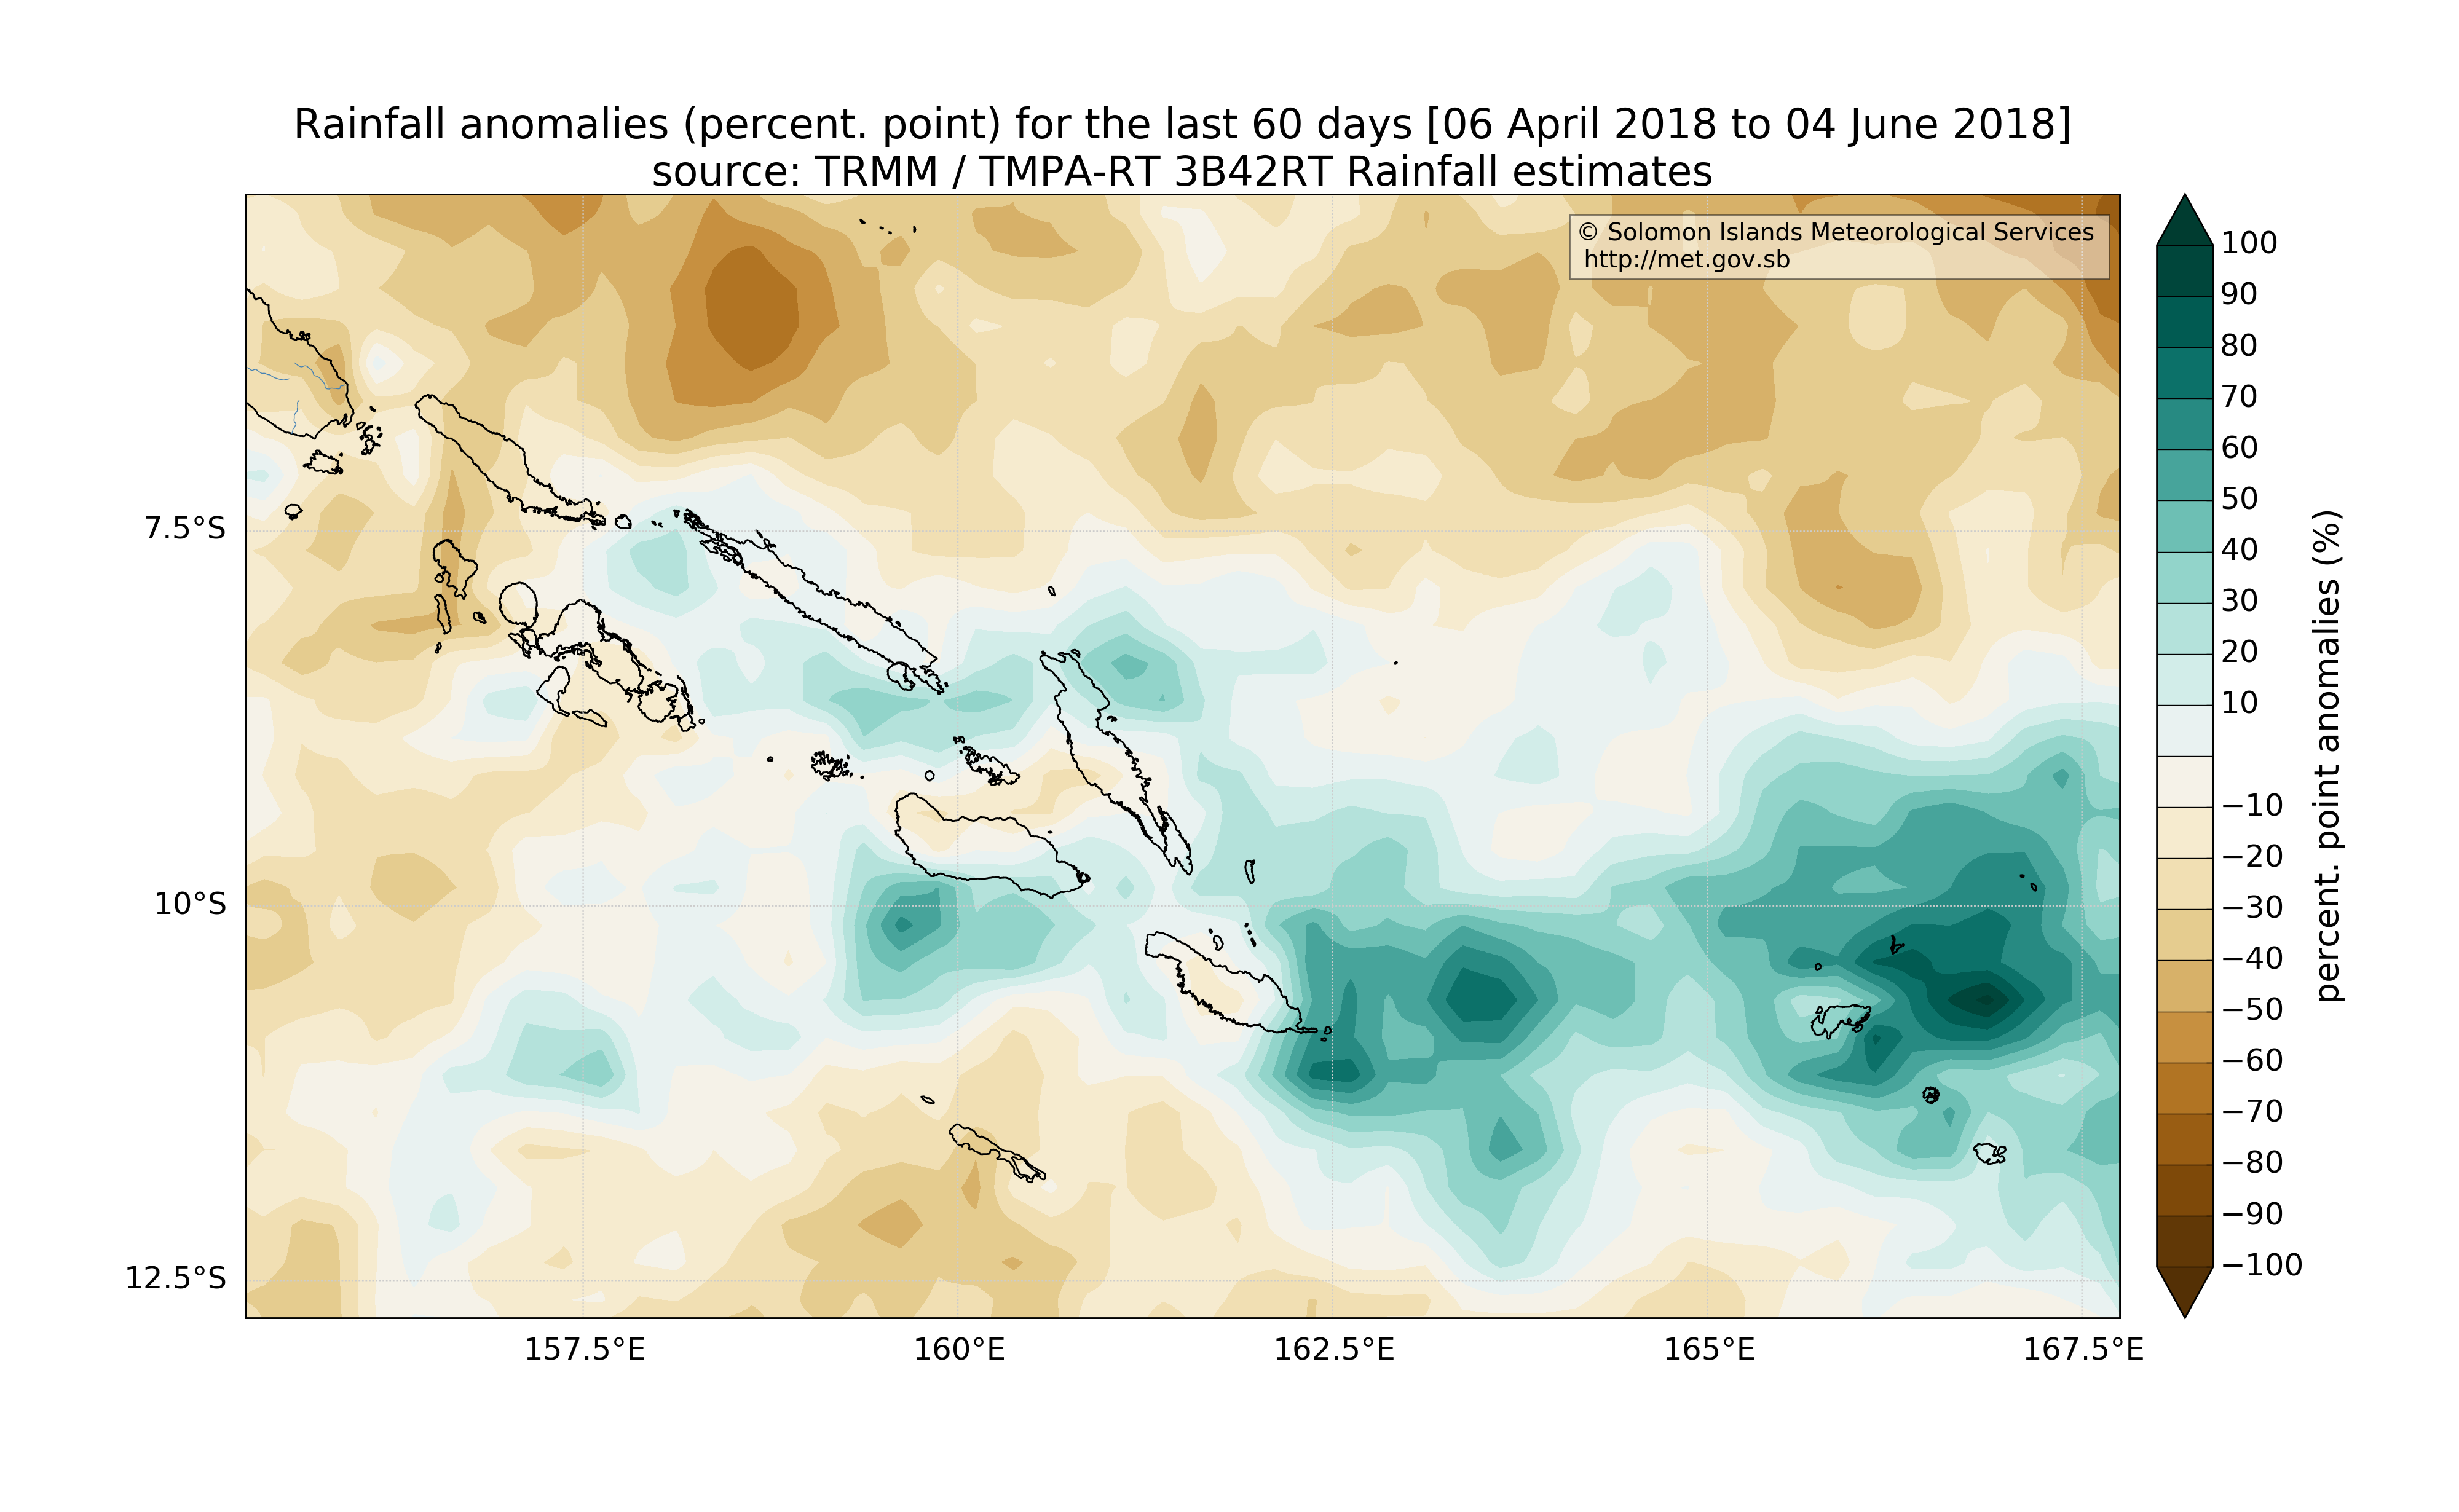 Rainfall anomalies (percent. point) for the last 60 days [06 April 2018 to 04 June 2018]
source: TRMM / TMPA-RT 3B42RT Rainfall estimates
© Solomon Islands Meteorological Services
http://met.gov.sb
7.5°S
10°S
12.5°S
157.5°E
160°E
162.5°E
165°E
167.5°E
100
90
80
70
60
50
40
30
20
10
−10
−20
−30
−40
−50
−60
−70
−80
−90
−100
percent. point anomalies (%)